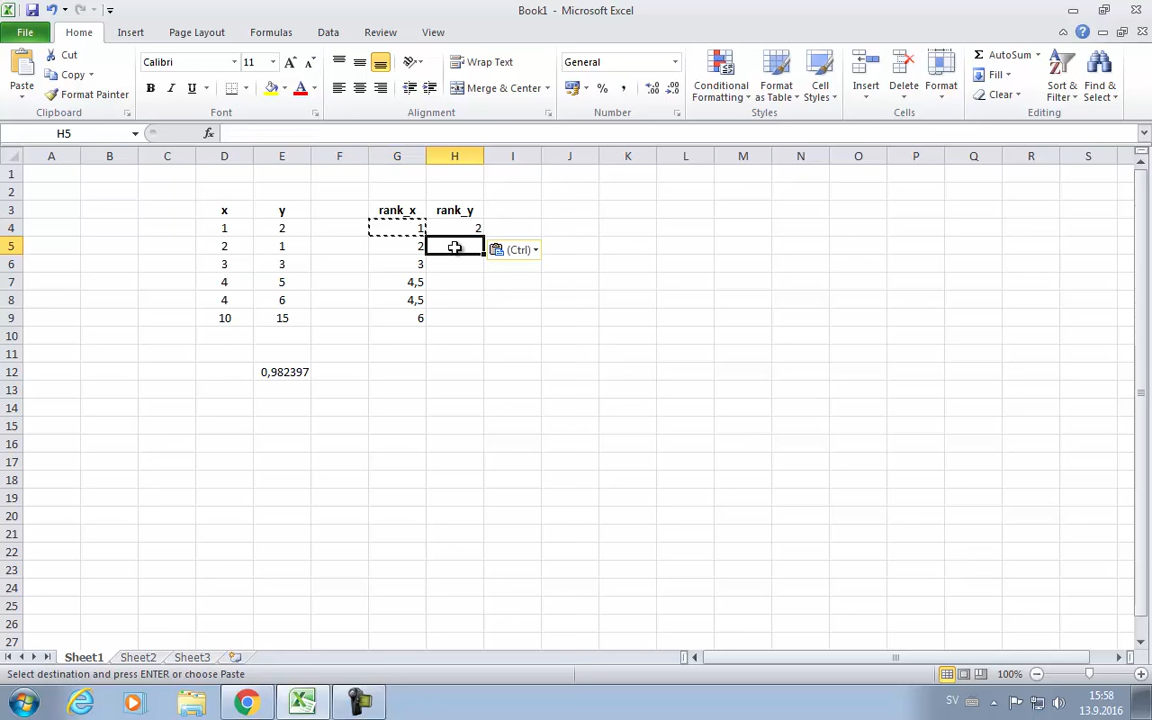 Book1 - Microsoft Excel
File Home Insert Page Layout Formulas Data Review View
Paste
Cut
Copy
Format Painter
Clipboard
Calibri 11
B I U
Font
Wrap Text
Merge & Center
Alignment
General
Number
Conditional Formatting
Format as Table
Cell Styles
Styles
Insert
Delete
Format
Cells
AutoSum
Fill
Clear
Sort & Filter
Find & Select
Editing
H5 fx
A B C D E F G H I J K L M N O P Q R S
1
2
3 x y rank_x rank_y
4 1 2 1 2
5 2 1 2 (Ctrl)
6 3 3 3
7 4 5 4,5
8 4 6 4,5
9 10 15 6
10
11
12 0,982397
13
14
15
16
17
18
19
20
21
22
23
24
25
26
27
Sheet1 Sheet2 Sheet3
Select destination and press ENTER or choose Paste 100%
SV 15:58
13.9.2016